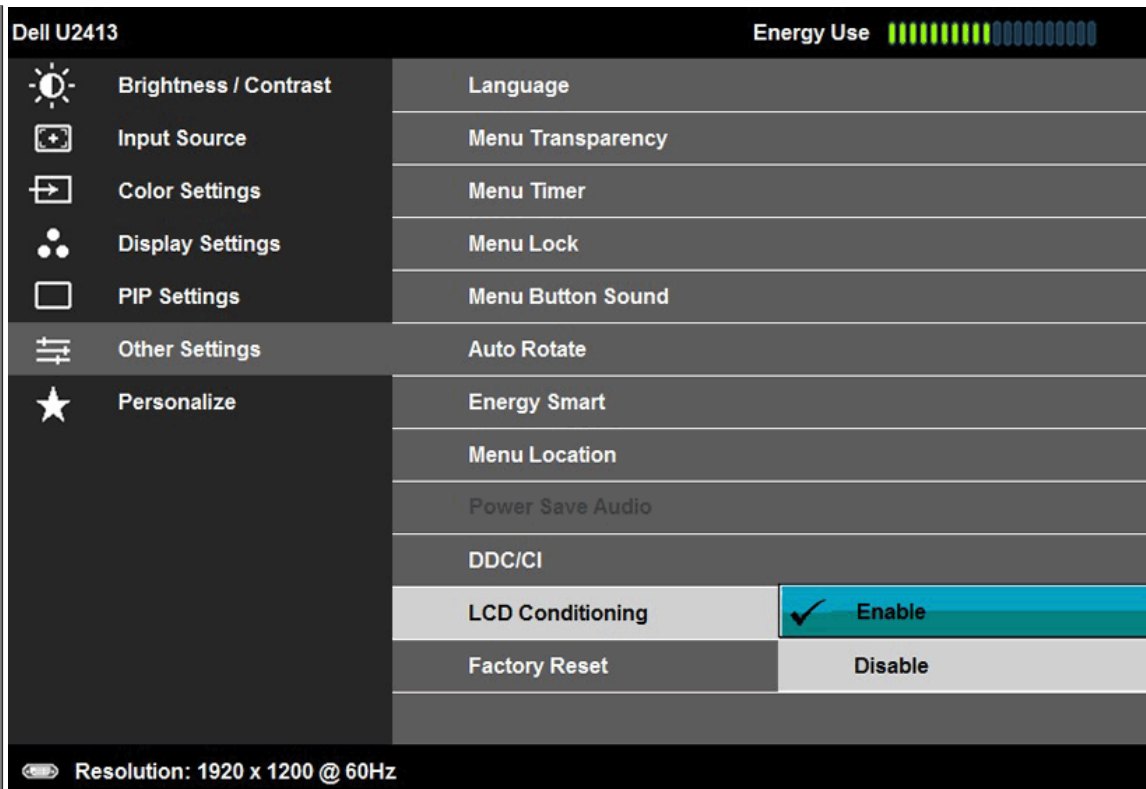 Dell U2413
Energy Use
Brightness / Contrast
Input Source
Color Settings
Display Settings
PIP Settings
Other Settings
Personalize
Language
Menu Transparency
Menu Timer
Menu Lock
Menu Button Sound
Auto Rotate
Energy Smart
Menu Location
Power Save Audio
DDC/CI
LCD Conditioning
Enable
Factory Reset
Disable
Resolution: 1920 x 1200 @ 60Hz